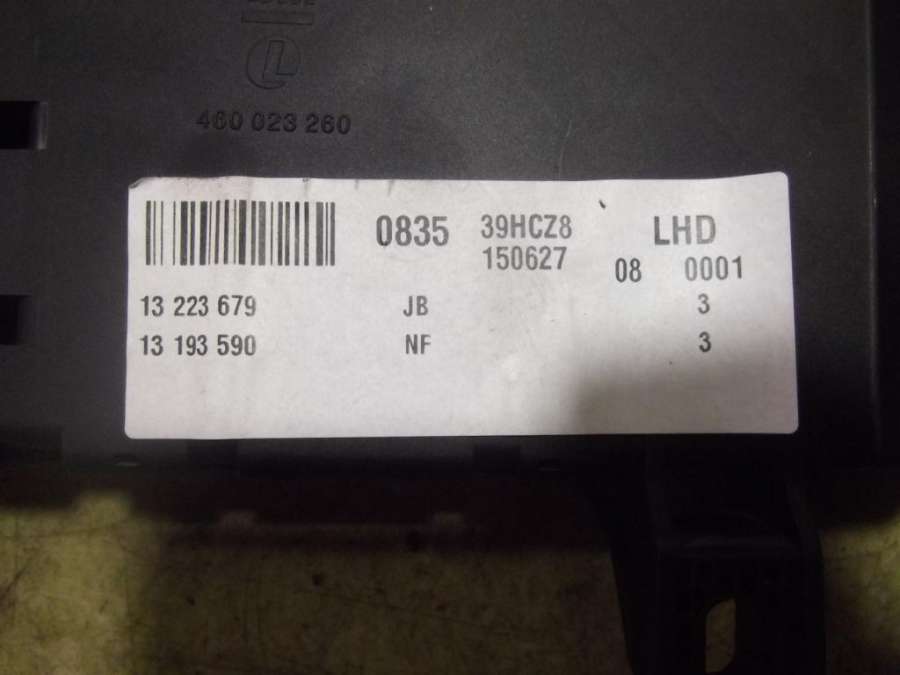 L
460 023 260
0835 39HCZ8 LHD
150627 08 0001
13 223 679 JB 3
13 193 590 NF 3